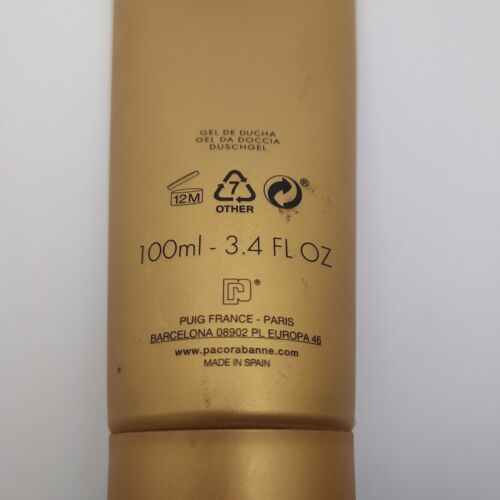 GEL DE DUCHA
GEL DA DOCCIA
DUSCHGEL
12M
7
®
OTHER
100ml - 3.4 FL OZ
®
PUIG FRANCE - PARIS
BARCELONA 08902 PL EUROPA 46
www.pacorabanne.com
MADE IN SPAIN